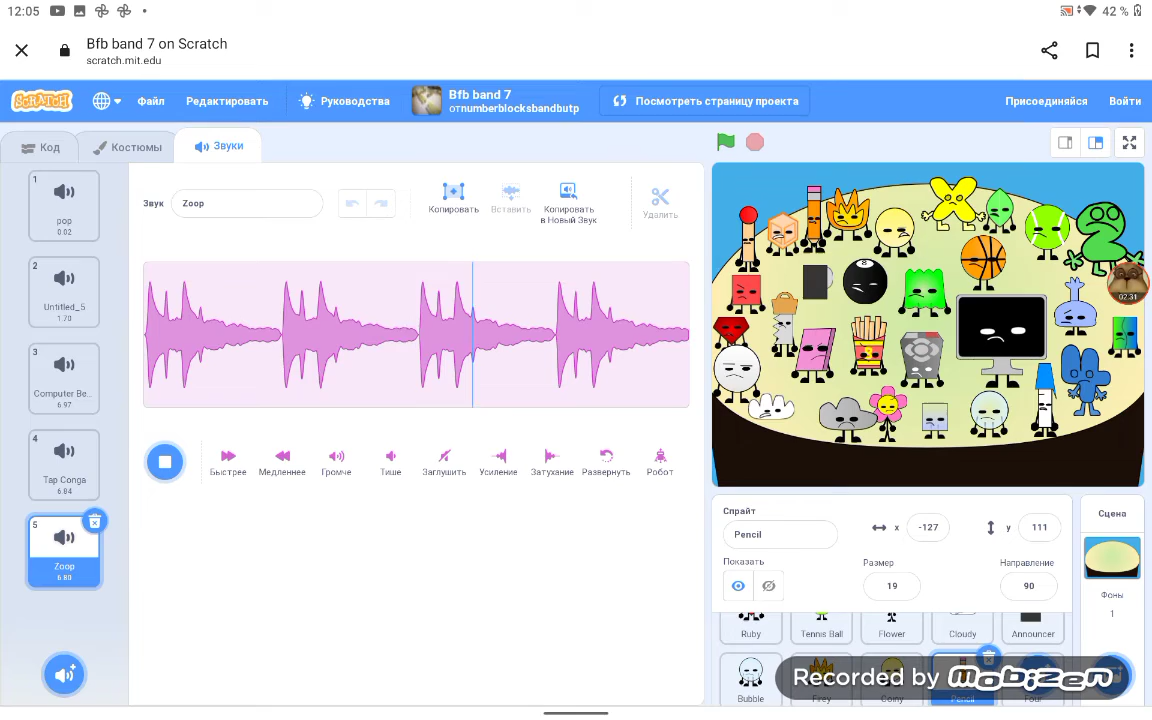 12:05
42 %
Bfb band 7 on Scratch
scratch.mit.edu
SCRATCH
Файл
Редактировать
Руководства
Bfb band 7
отnumberblocksbandbutp
Посмотреть страницу проекта
Присоединяйся
Войти
Код
Костюмы
Звуки
1
pop
0.02
2
Untitled_5
1.70
3
Computer Be...
6.97
4
Tap Conga
6.84
5
Zoop
6.80
Звук
Zoop
Копировать
Вставить
Копировать
в Новый Звук
Удалить
Быстрее
Медленнее
Громче
Тише
Заглушить
Усиление
Затухание
Развернуть
Робот
8
02:31
Спрайт
Pencil
x
-127
y
111
Показать
Размер
19
Направление
90
Сцена
Фоны
1
Ruby
Tennis Ball
Flower
Cloudy
Announcer
Bubble
Firey
Coiny
Pencil
Four
Recorded by mobizen